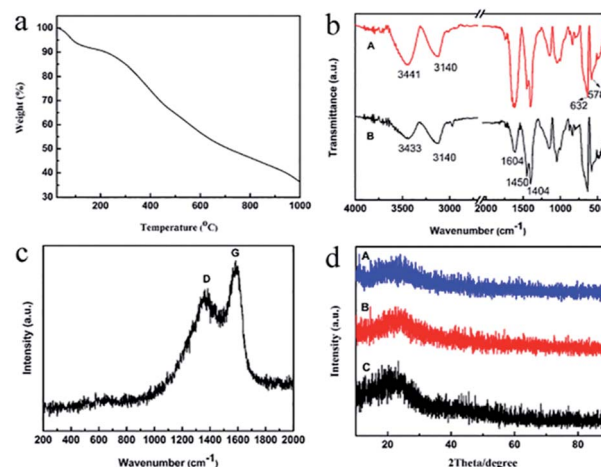 a
100
90
80
70
60
50
40
30
Weight (%)
200 400 600 800 1000
Temperature (°C)
b
A
3441
3140
632
578
B
3433
3140
1604
1450
1404
Transmittance (a.u.)
4000 3500 3000 2000 1500 1000 500
Wavenumber (cm⁻¹)
c
D
G
Intensity (a.u.)
200 400 600 800 1000 1200 1400 1600 1800 2000
Wavenumber (cm⁻¹)
d
A
B
C
Intensity (a.u.)
20 40 60 80
2Theta/degree